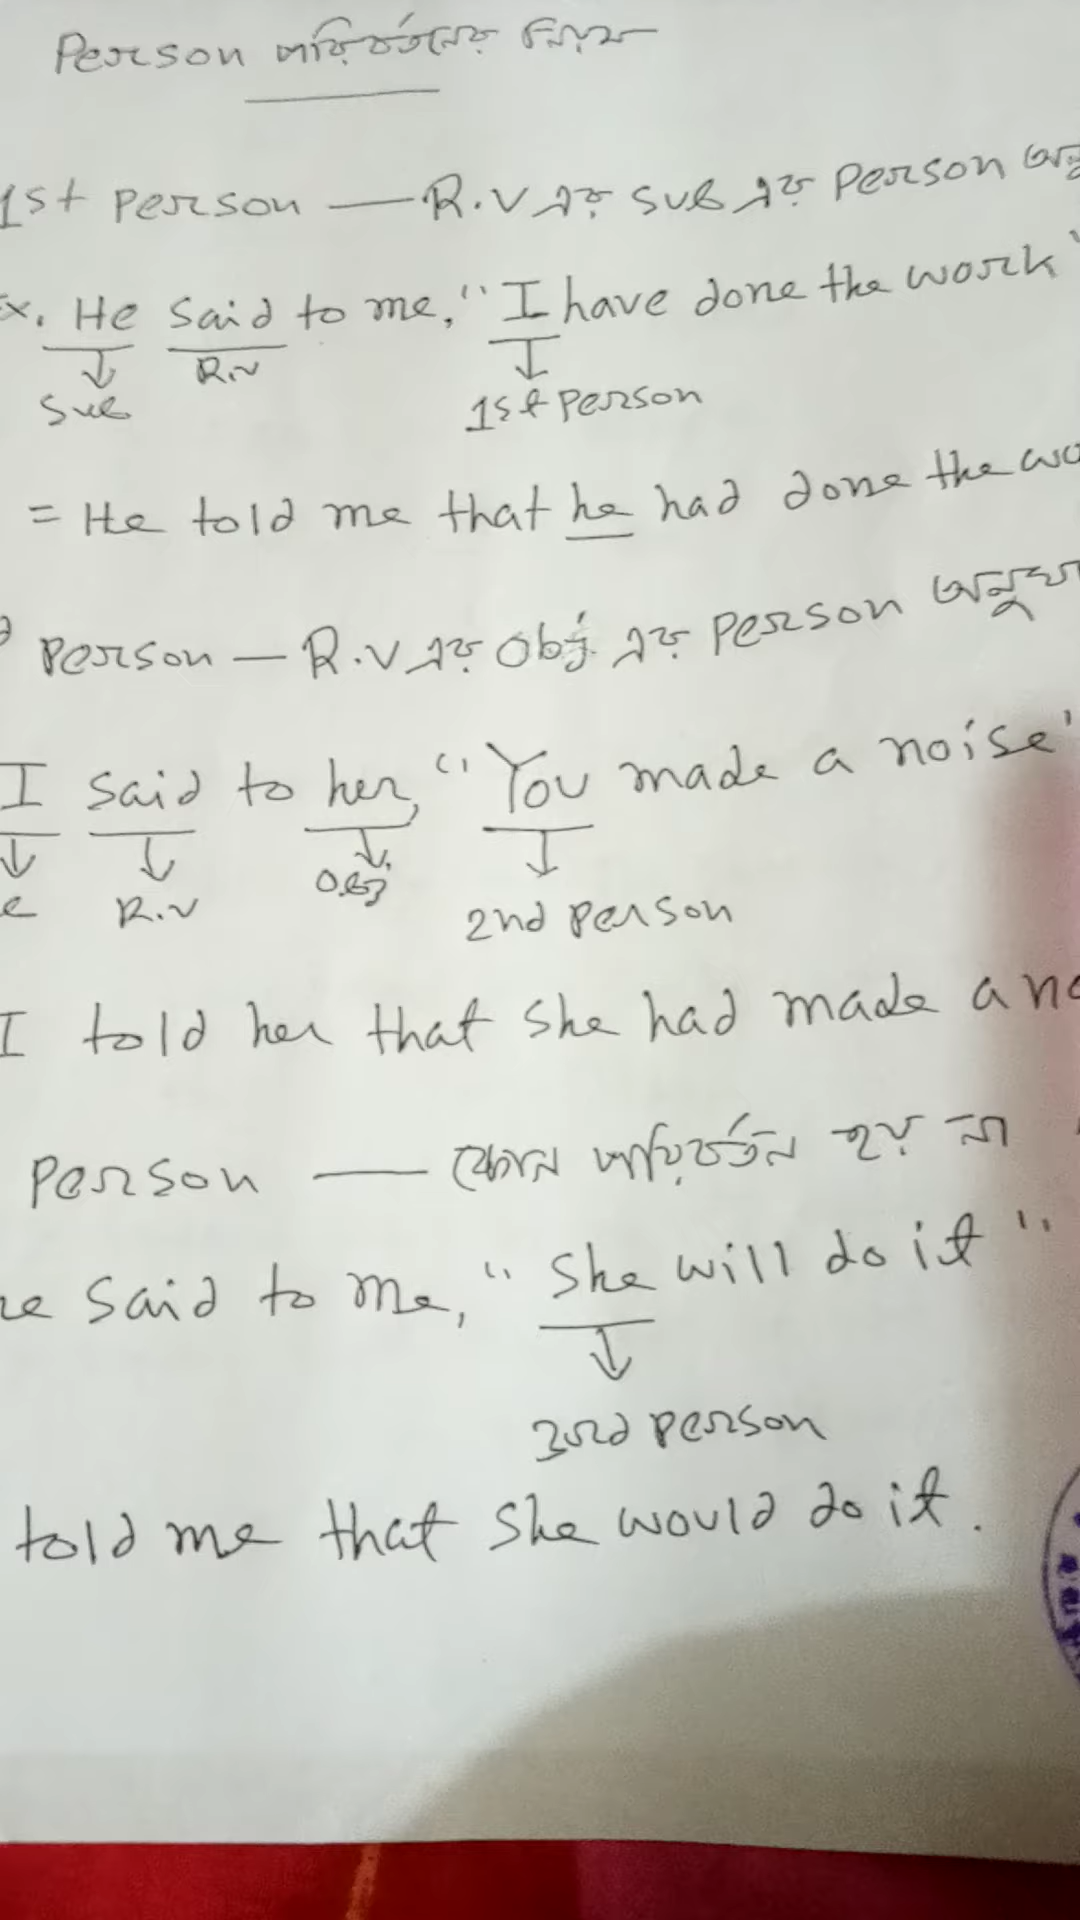 Person পরিবর্তনের নিয়ম
1st person — R.V এর sub এর person
Ex. He said to me, "I have done the work"
Sub R.V 1st person
= He told me that he had done the
person — R.V এর obj এর person
I said to her, "You made a noise"
R.V Obj 2nd person
I told her that she had made a
person — কোন পরিবর্তন হয় না
said to me, "She will do it"
3rd person
told me that she would do it.